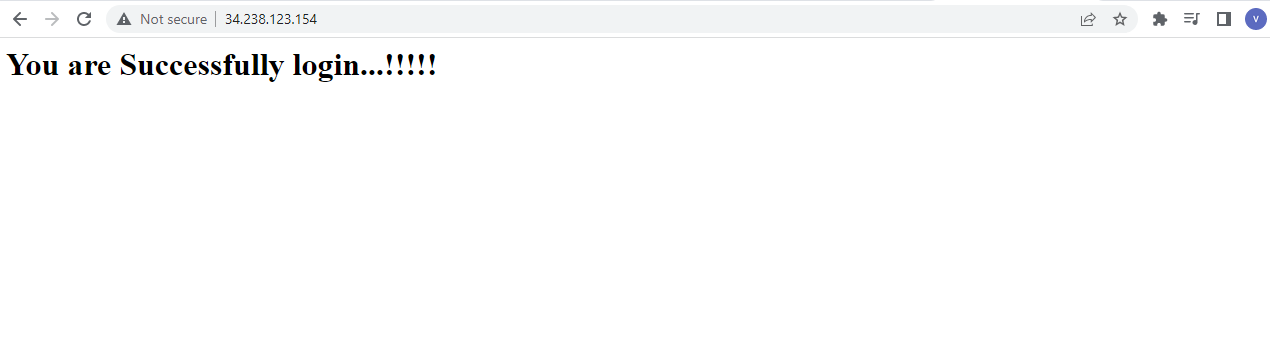 Not secure 34.238.123.154
V
You are Successfully login...!!!!!